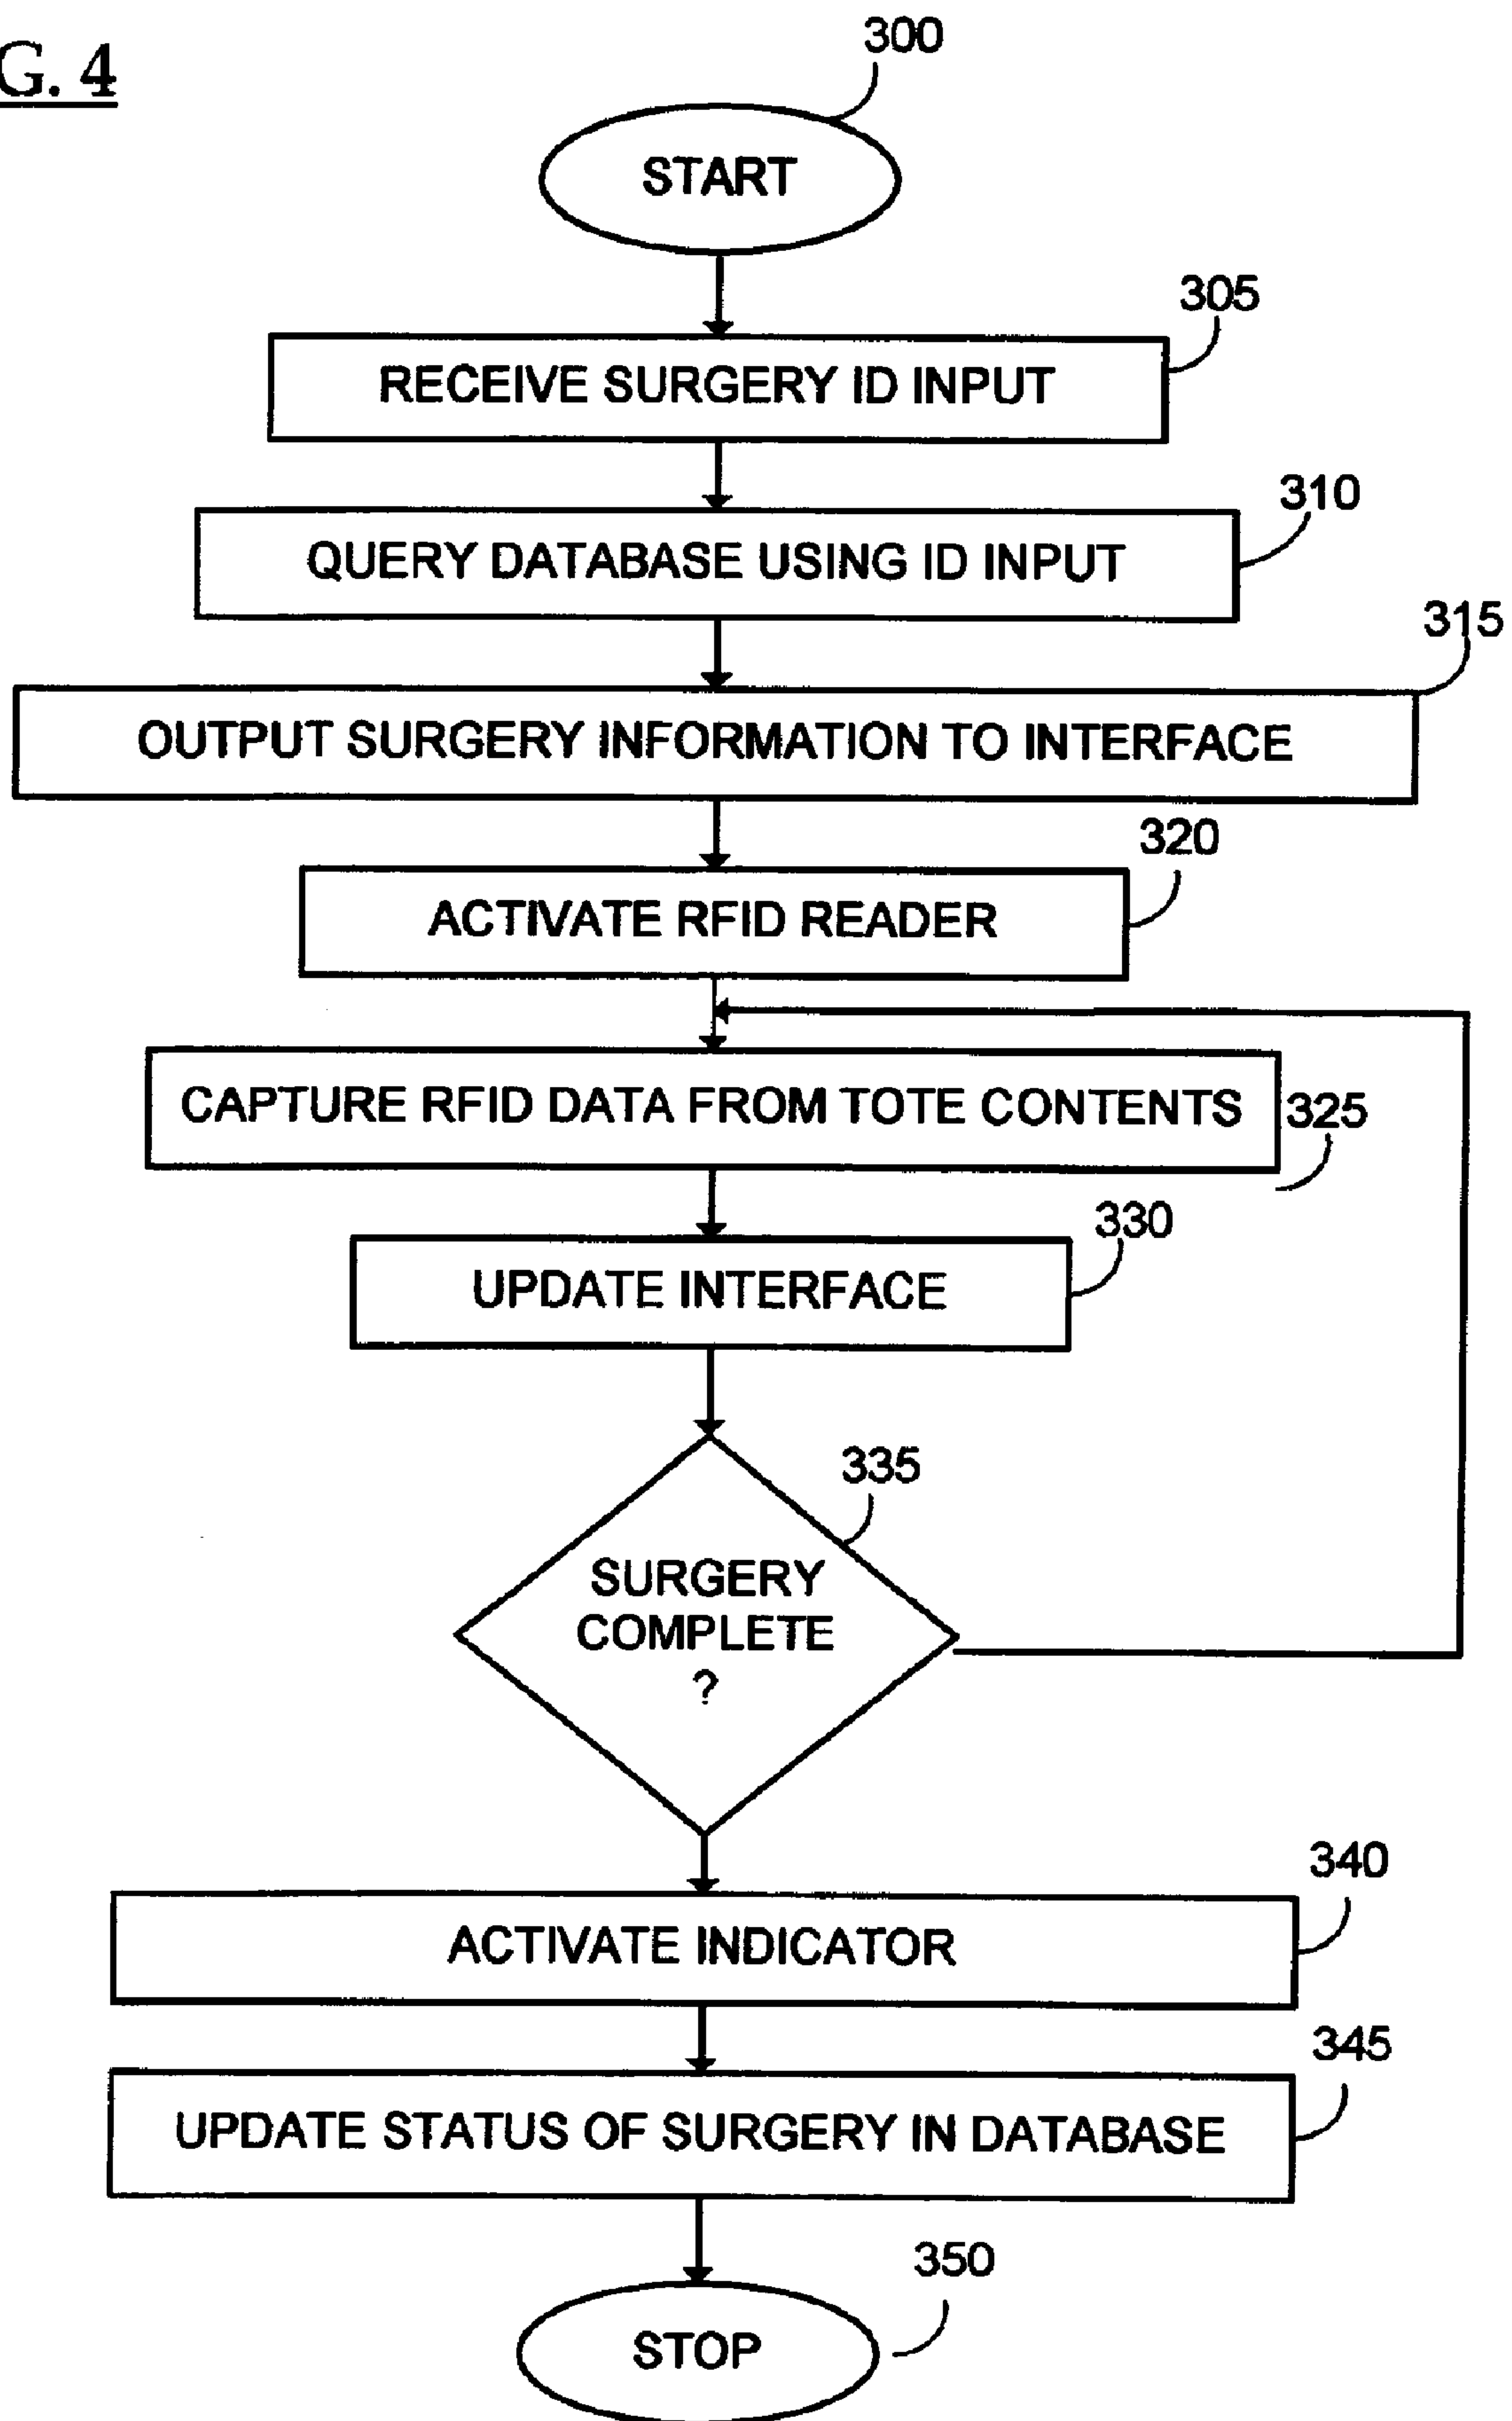 G. 4
300
START
305
RECEIVE SURGERY ID INPUT
310
QUERY DATABASE USING ID INPUT
315
OUTPUT SURGERY INFORMATION TO INTERFACE
320
ACTIVATE RFID READER
CAPTURE RFID DATA FROM TOTE CONTENTS
325
330
UPDATE INTERFACE
335
SURGERY
COMPLETE
?
340
ACTIVATE INDICATOR
345
UPDATE STATUS OF SURGERY IN DATABASE
350
STOP